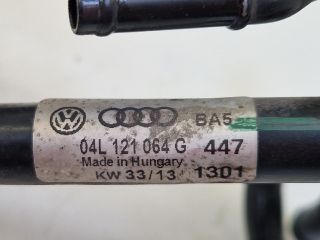 BA5
04L 121 064 G 447
Made in Hungary
KW 33/13 1301